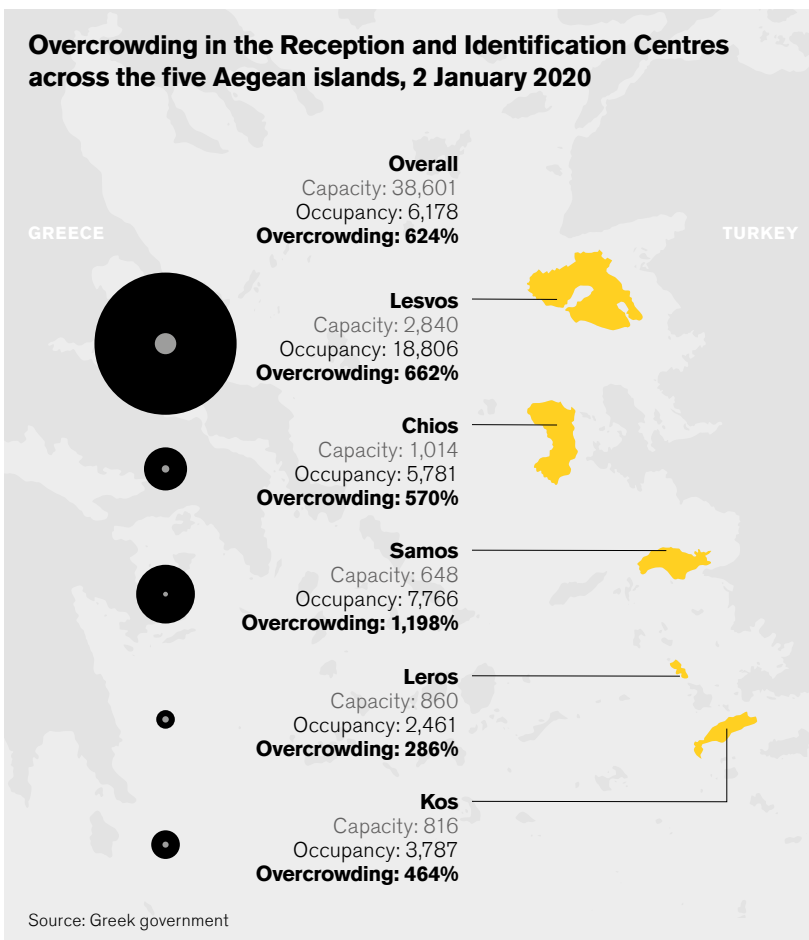 Overcrowding in the Reception and Identification Centres
across the five Aegean islands, 2 January 2020
Overall
Capacity: 38,601
Occupancy: 6,178
Overcrowding: 624%
GREECE
TURKEY
Lesvos
Capacity: 2,840
Occupancy: 18,806
Overcrowding: 662%
Chios
Capacity: 1,014
Occupancy: 5,781
Overcrowding: 570%
Samos
Capacity: 648
Occupancy: 7,766
Overcrowding: 1,198%
Leros
Capacity: 860
Occupancy: 2,461
Overcrowding: 286%
Kos
Capacity: 816
Occupancy: 3,787
Overcrowding: 464%
Source: Greek government